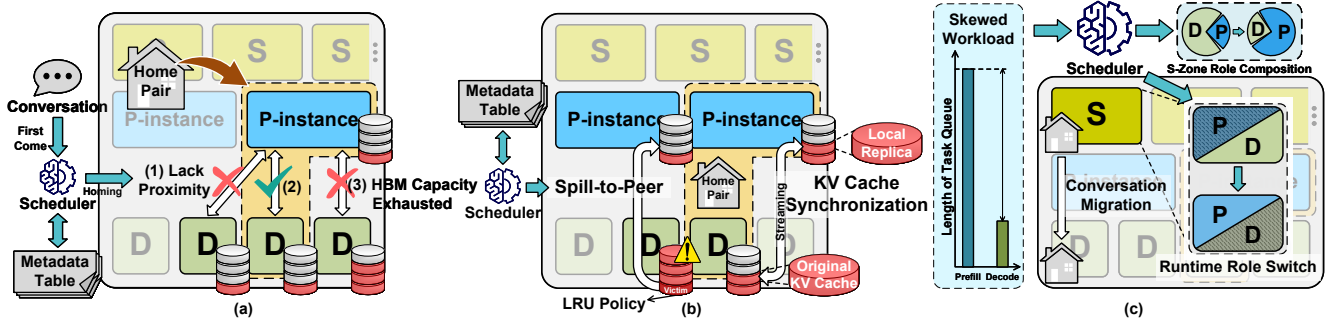 Conversation
First
Come
Scheduler
Homing
Metadata
Table
S
S
S
Home
Pair
P-instance
P-instance
(1) Lack
Proximity
(2)
(3) HBM Capacity
Exhausted
D
D
D
D
(a)
Metadata
Table
Scheduler
S
S
S
P-instance
P-instance
Spill-to-Peer
Home
Pair
Local
Replica
KV Cache
Synchronization
Streaming
D
D
D
D
Victim
Original
KV Cache
LRU Policy
(b)
Skewed
Workload
Length of Task Queue
Prefill
Decode
Scheduler
D
P
D
P
S-Zone Role Composition
S
P-instance
Conversation
Migration
P
D
P
D
D
D
D
Runtime Role Switch
(c)